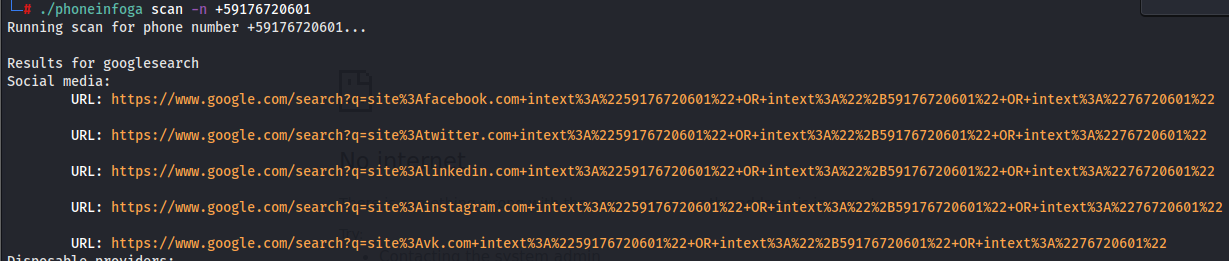 # ./phoneinfoga scan -n +59176720601
Running scan for phone number +59176720601...
Results for googlesearch
Social media:
URL: https://www.google.com/search?q=site%3Afacebook.com+intext%3A%2259176720601%22+OR+intext%3A%22%2B59176720601%22+OR+intext%3A%2276720601%22
URL: https://www.google.com/search?q=site%3Atwitter.com+intext%3A%2259176720601%22+OR+intext%3A%22%2B59176720601%22+OR+intext%3A%2276720601%22
No internet
URL: https://www.google.com/search?q=site%3Alinkedin.com+intext%3A%2259176720601%22+OR+intext%3A%22%2B59176720601%22+OR+intext%3A%2276720601%22
URL: https://www.google.com/search?q=site%3Ainstagram.com+intext%3A%2259176720601%22+OR+intext%3A%22%2B59176720601%22+OR+intext%3A%2276720601%22
URL: https://www.google.com/search?q=site%3Avk.com+intext%3A%2259176720601%22+OR+intext%3A%22%2B59176720601%22+OR+intext%3A%2276720601%22
Disposable providers: